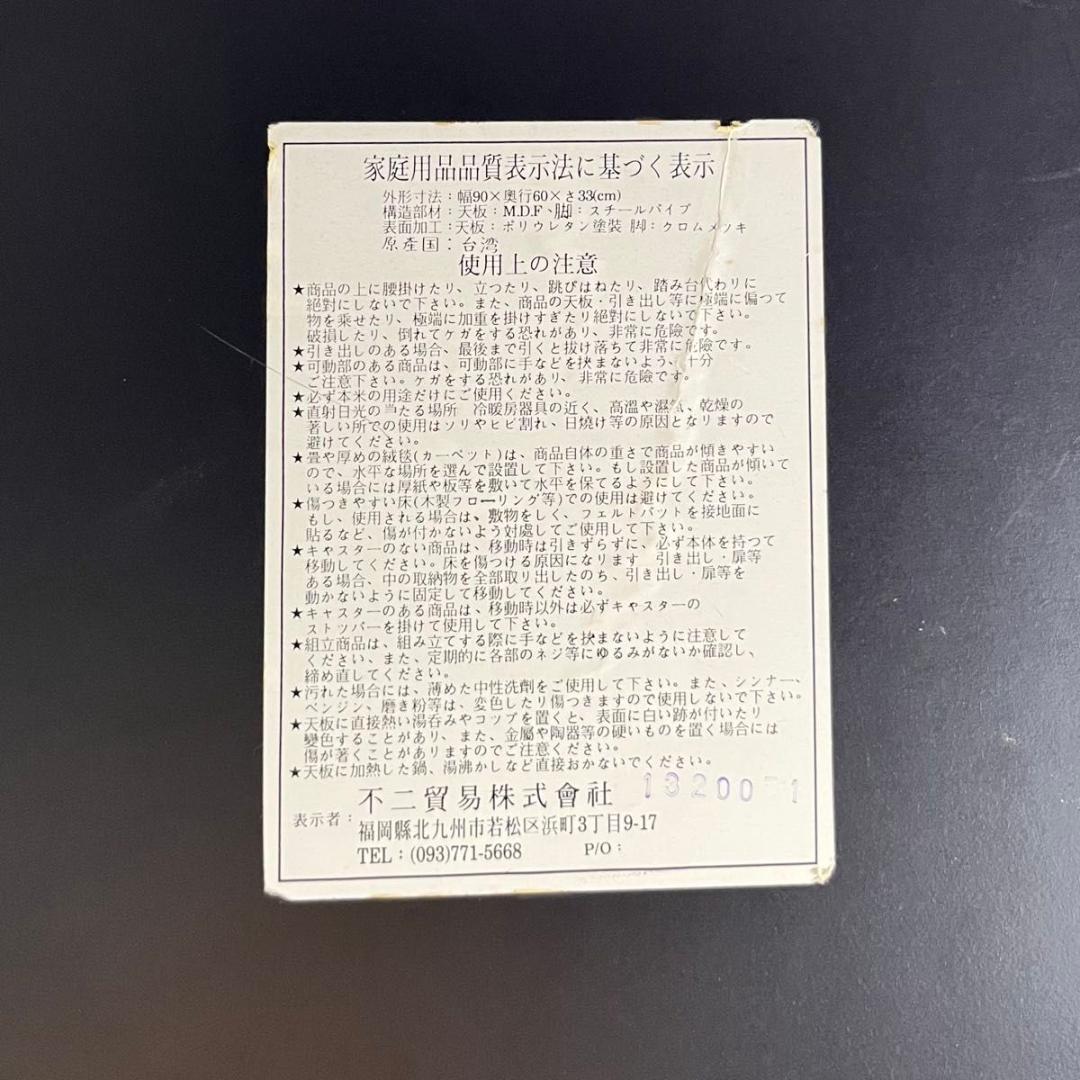 家庭用品品質表示法に基づく表示
外形寸法：幅90×奥行60×さ33(cm)
構造部材：天板：M.D.F、脚：スチールパイプ
表面加工：天板：ポリウレタン塗装 脚：クロムメッキ
原産国：台湾
使用上の注意
★商品の上に腰掛けたり、立つたり、跳びはねたり、踏み台代わりに
絶對にしないで下さい。また、商品の天板・引き出し等に極端に偏つて
物を乘せたり、極端に加重を掛けすぎたり絶對にしないで下さい。
破損したり、倒れてケガをする恐れがあり、非常に危險です。
★引き出しのある場合、最後まで引くと拔け落ちて非常に危險です。
★可動部のある商品は、可動部に手などを挾まないよう、十分
ご注意下さい。ケガをする恐れがあり、非常に危險です。
★必ず本米の用途だけにご使用ください。
★直射日光の当たる場所 冷暖房器具の近く、高溫や濕気、乾燥の
著しい所での使用はソリやヒビ割れ、日燒け等の原因となりますので
避けてください。
★畳や厚めの絨毯(カーペット)は、商品自体の重さで商品が傾きやすい
ので、水平な場所を選んで設置して下さい。もし設置した商品が傾いて
いる場合には厚紙や板等を敷いて水平を保てるようにして下さい。
★傷つきやすい床(木製フローリング等)での使用は避けてください。
もし、使用される場合は、敷物をしく、フェルトパツトを接地面に
貼るなど、傷が付かないよう対處してご使用して下さい。
★キャスターのない商品は、移動時は引きずらずに、必ず本体を持つて
移動してください。床を傷つける原因になります 引き出し・扉等
ある場合、中の収納物を全部取り出したのち、引き出し・扉等を
動かないように固定して移動してください。
★キャスターのある商品は、移動時以外は必ずキャスターの
ストツパーを掛けて使用して下さい。
★組立商品は、組み立てする際に手などを挾まないように注意して
ください、また、定期的に各部のネジ等にゆるみがないか確認し、
締め直してください。
★汚れた場合には、薄めた中性洗劑をご使用して下さい。また、シンナー、
ベンジン、磨き粉等は、変色したり傷つきますので使用しないで下さい。
★天板に直接熱い湯呑みやコツプを置くと、表面に白い跡が付いたり
變色することがあり、また、金屬や陶器等の硬いものを置く場合には
傷が著くことがありますのでご注意ください。
★天板に加熱した鍋、湯沸かしなど直接おかないでください。
不二貿易株式會社
表示者：
福岡縣北九州市若松区浜町3丁目9-17
TEL：(093)771-5668 P/O：